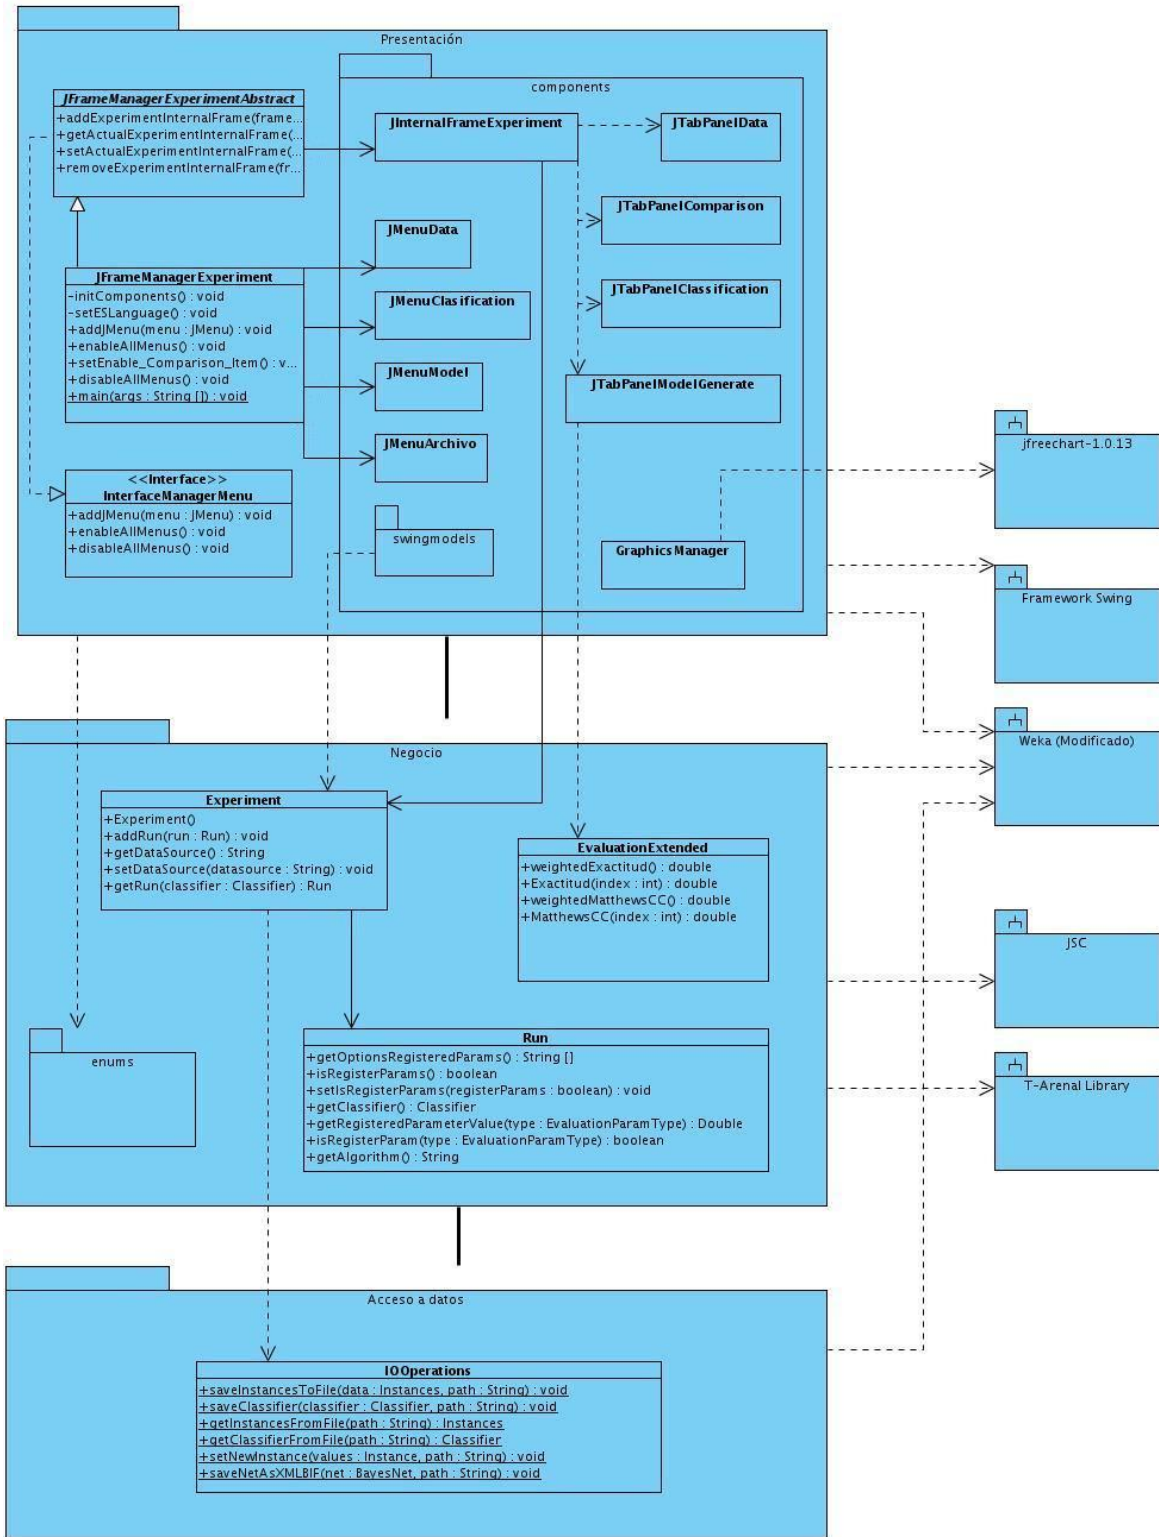 Presentación
components
JFrameManagerExperimentAbstract
+addExperimentInternalFrame(frame...
+getActualExperimentInternalFrame(...
+setActualExperimentInternalFrame(...
+removeExperimentInternalFrame(fr...
JInternalFrameExperiment
JTabPanelData
JTabPanelComparison
JMenuData
JFrameManagerExperiment
-initComponents() : void
-setESLanguage() : void
+addJMenu(menu : JMenu) : void
+enableAllMenus() : void
+setEnable_Comparison_Item() : v...
+disableAllMenus() : void
+main(args : String []) : void
JMenuClasification
JTabPanelClassification
JMenuModel
JTabPanelModelGenerate
JMenuArchivo
<<Interface>>
InterfaceManagerMenu
+addJMenu(menu : JMenu) : void
+enableAllMenus() : void
+disableAllMenus() : void
swingmodels
GraphicsManager
jfreechart-1.0.13
Framework Swing
Weka (Modificado)
JSC
T-Arenal Library
Negocio
Experiment
+Experiment()
+addRun(run : Run) : void
+getDataSource() : String
+setDataSource(datasource : String) : void
+getRun(classifier : Classifier) : Run
EvaluationExtended
+weightedExactitud() : double
+Exactitud(index : int) : double
+weightedMatthewsCC() : double
+MatthewsCC(index : int) : double
enums
Run
+getOptionsRegisteredParams() : String []
+isRegisterParams() : boolean
+setIsRegisterParams(registerParams : boolean) : void
+getClassifier() : Classifier
+getRegisteredParameterValue(type : EvaluationParamType) : Double
+isRegisterParam(type : EvaluationParamType) : boolean
+getAlgorithm() : String
Acceso a datos
IOOperations
+saveInstancesToFile(data : Instances, path : String) : void
+saveClassifier(classifier : Classifier, path : String) : void
+getInstancesFromFile(path : String) : Instances
+getClassifierFromFile(path : String) : Classifier
+setNewInstance(values : Instance, path : String) : void
+saveNetAsXMLBIF(net : BayesNet, path : String) : void